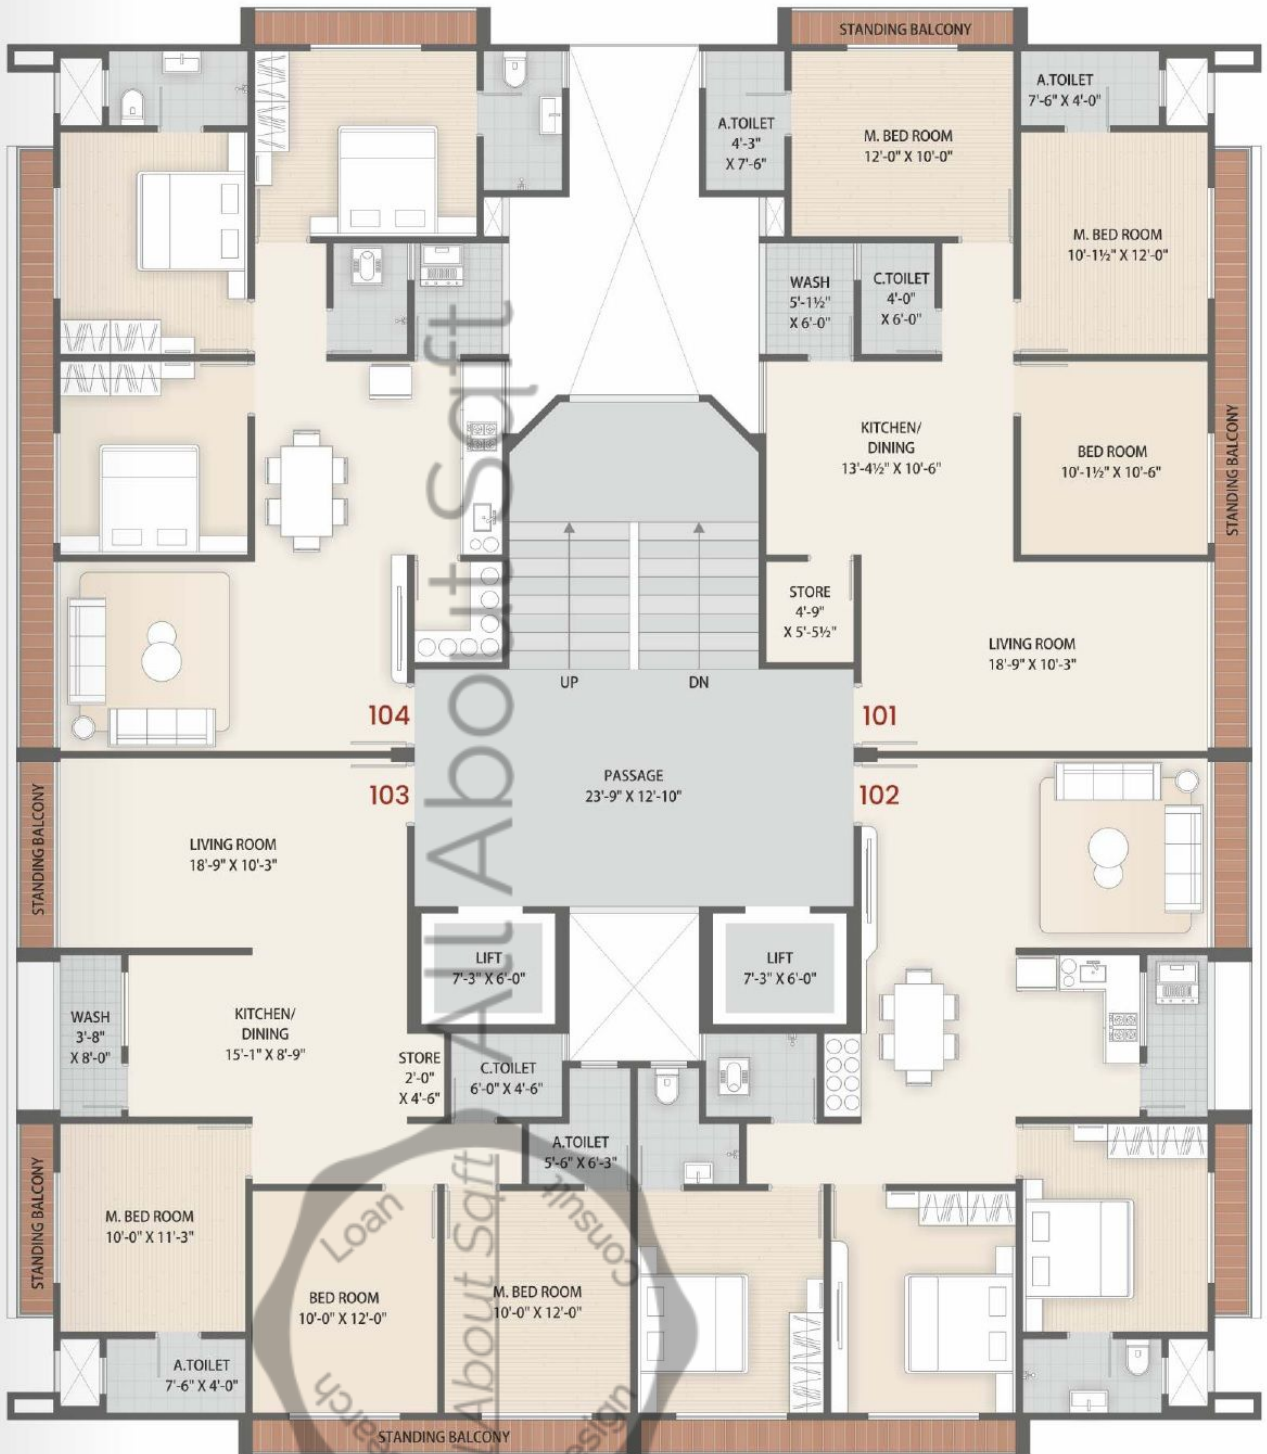 STANDING BALCONY
A.TOILET
4'-3"
X 7'-6"
M. BED ROOM
12'-0" X 10'-0"
A.TOILET
7'-6" X 4'-0"
M. BED ROOM
10'-1½" X 12'-0"
WASH
5'-1½"
X 6'-0"
C.TOILET
4'-0"
X 6'-0"
KITCHEN/
DINING
13'-4½" X 10'-6"
BED ROOM
10'-1½" X 10'-6"
STANDING BALCONY
STORE
4'-9"
X 5'-5½"
LIVING ROOM
18'-9" X 10'-3"
UP
DN
104
101
PASSAGE
23'-9" X 12'-10"
103
102
STANDING BALCONY
LIVING ROOM
18'-9" X 10'-3"
LIFT
7'-3" X 6'-0"
LIFT
7'-3" X 6'-0"
WASH
3'-8"
X 8'-0"
KITCHEN/
DINING
15'-1" X 8'-9"
STORE
2'-0"
X 4'-6"
C.TOILET
6'-0" X 4'-6"
A.TOILET
5'-6" X 6'-3"
STANDING BALCONY
M. BED ROOM
10'-0" X 11'-3"
BED ROOM
10'-0" X 12'-0"
M. BED ROOM
10'-0" X 12'-0"
A.TOILET
7'-6" X 4'-0"
STANDING BALCONY
All About Sqft
Loan
Consult
About Sqft